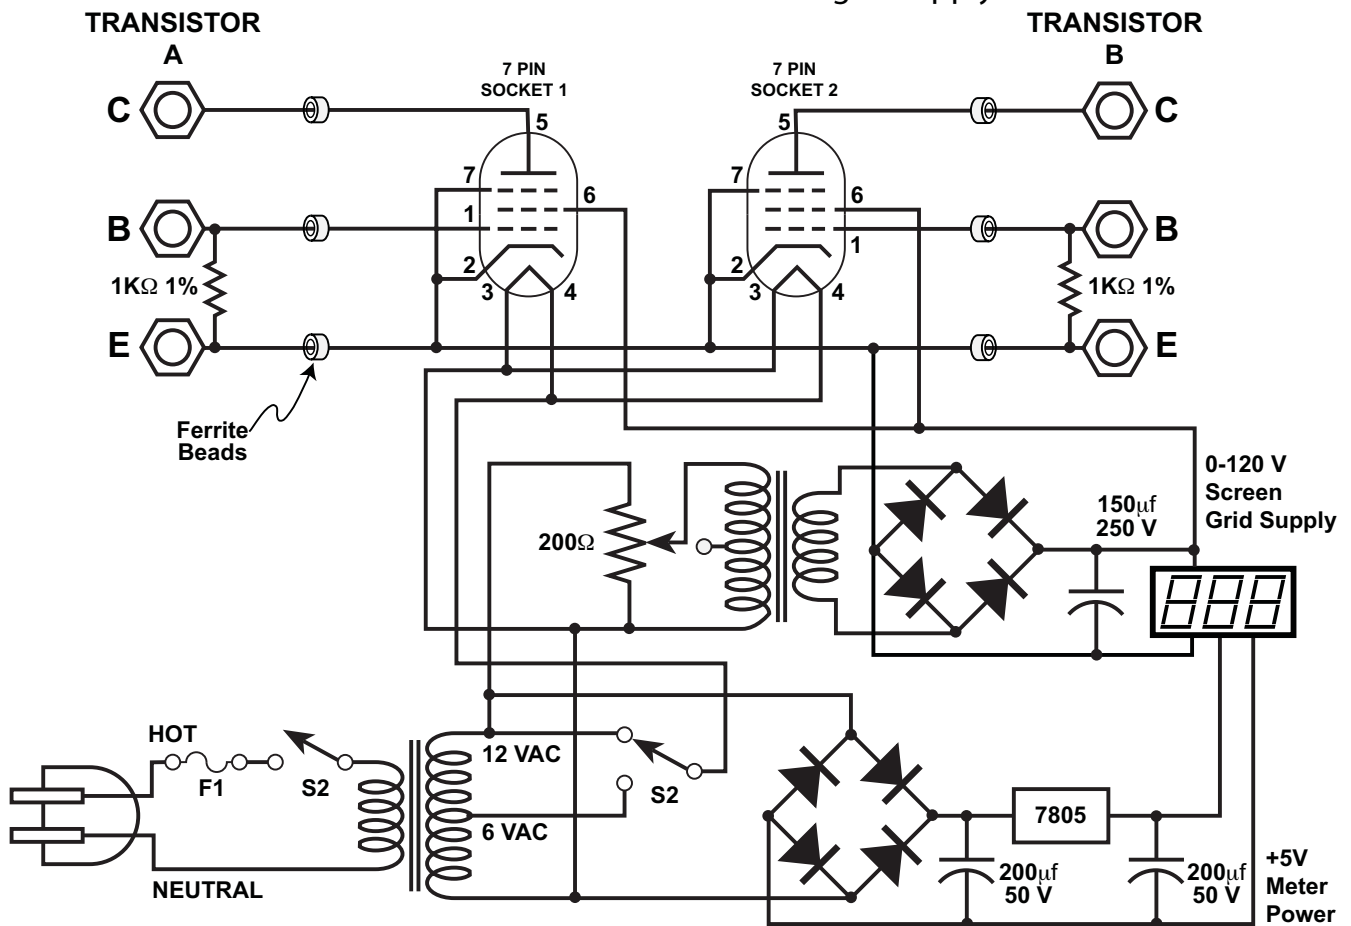 TRANSISTOR
A
TRANSISTOR
B
7 PIN
SOCKET 1
7 PIN
SOCKET 2
C
5
5
C
7
6
7
6
B
1
1
B
2
3
4
2
3
4
1KΩ 1%
1KΩ 1%
E
E
Ferrite
Beads
0-120 V
Screen
Grid Supply
150μf
250 V
200Ω
888
HOT
F1
S2
12 VAC
6 VAC
S2
NEUTRAL
7805
200μf
50 V
200μf
50 V
+5V
Meter
Power